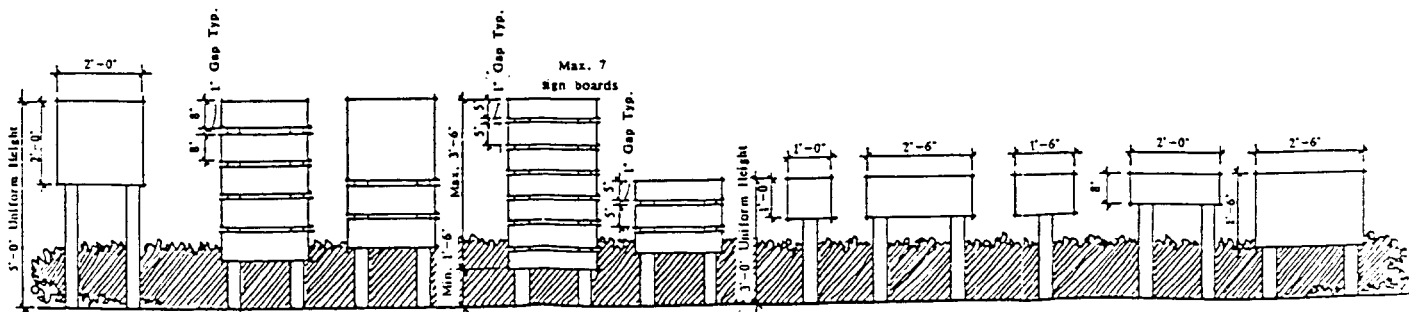 2'-0"
5'-0" Uniform Height
2'-0"
1" Gap Typ.
8"
8"
Max. 3'-6"
Min. 1'-6"
1" Gap Typ.
5"
5"
Max. 7
sign boards
1" Gap Typ.
5"
5"
3'-0" Uniform Height
1'-0"
1'-0"
2'-6"
1'-6"
2'-0"
8"
2'-6"
1'-6"